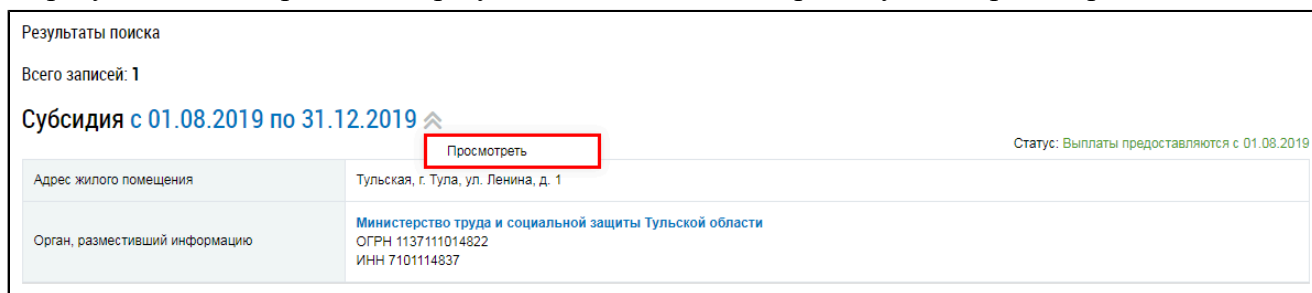 Результаты поиска
Всего записей: 1
Субсидия с 01.08.2019 по 31.12.2019
Просмотреть
Статус: Выплаты предоставляются с 01.08.2019
Адрес жилого помещения
Тульская, г. Тула, ул. Ленина, д. 1
Орган, разместивший информацию
Министерство труда и социальной защиты Тульской области
ОГРН 1137111014822
ИНН 7101114837